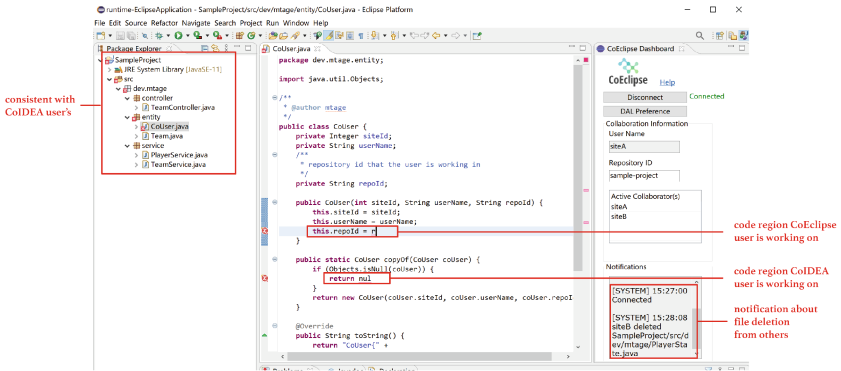 runtime-EclipseApplication - SampleProject/src/dev/mtage/entity/CoUser.java - Eclipse Platform
File Edit Source Refactor Navigate Search Project Run Window Help
Package Explorer
SampleProject
JRE System Library [JavaSE-11]
src
dev.mtage
controller
TeamController.java
entity
CoUser.java
Team.java
service
PlayerService.java
TeamService.java
consistent with
CoIDEA user's
CoUser.java
package dev.mtage.entity;
import java.util.Objects;
/**
* @author mtage
*/
public class CoUser {
private Integer siteId;
private String userName;
/**
* repository id that the user is working in
*/
private String repoId;
public CoUser(int siteId, String userName, String repoId) {
this.siteId = siteId;
this.userName = userName;
this.repoId = r
}
public static CoUser copyOf(CoUser coUser) {
if (Objects.isNull(coUser)) {
return nul
}
return new CoUser(coUser.siteId, coUser.userName, coUser.repoI
}
@Override
public String toString() {
return "CoUser{" +
CoEclipse Dashboard
CoEclipse
Help
Disconnect
Connected
DAL Preference
Collaboration Information
User Name
siteA
Repository ID
sample-project
Active Collaborator(s)
siteA
siteB
Notifications
[SYSTEM] 15:27:00
Connected
[SYSTEM] 15:28:08
siteB deleted
SampleProject/src/d
ev/mtage/PlayerSta
te.java
code region CoEclipse
user is working on
code region CoIDEA
user is working on
notification about
file deletion
from others